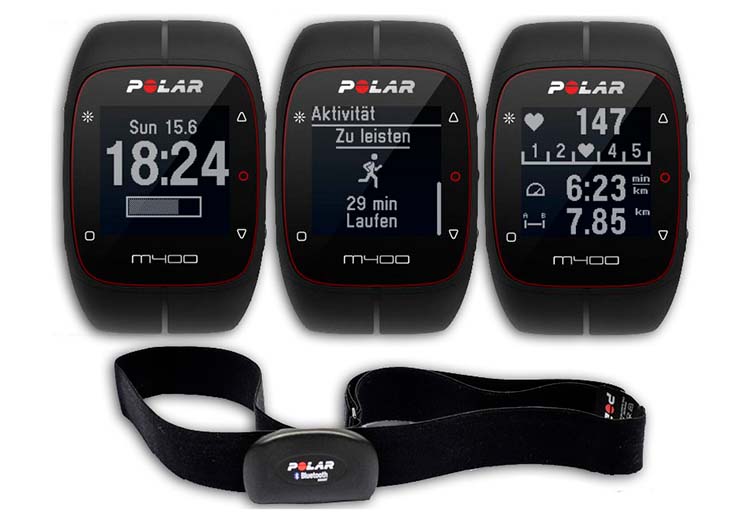 POLAR
Sun 15.6
18:24
M400
POLAR
Aktivität
Zu leisten
29 min
Laufen
M400
POLAR
147
1 2 4 5
6:23 min/km
A B
7.85 km
M400
POLAR
Bluetooth
SMART
POLAR